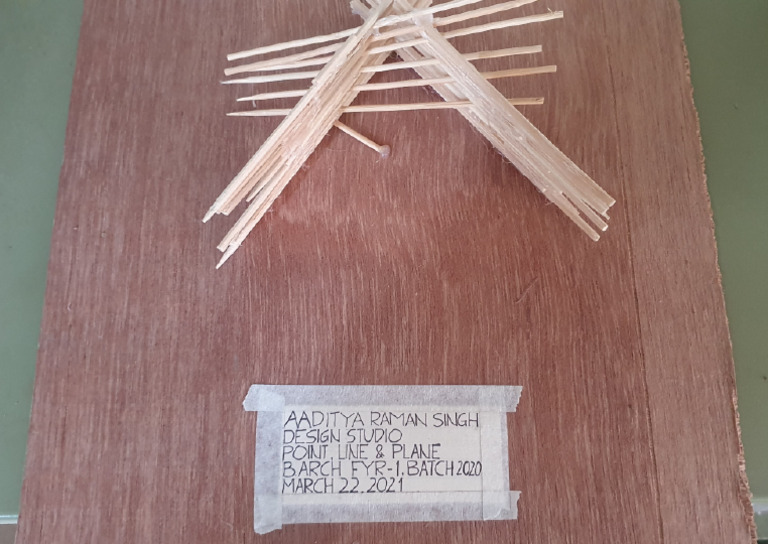 AADITYA RAMAN SINGH
DESIGN STUDIO
POINT, LINE & PLANE
B ARCH FYR-1. BATCH 2020
MARCH 22, 2021